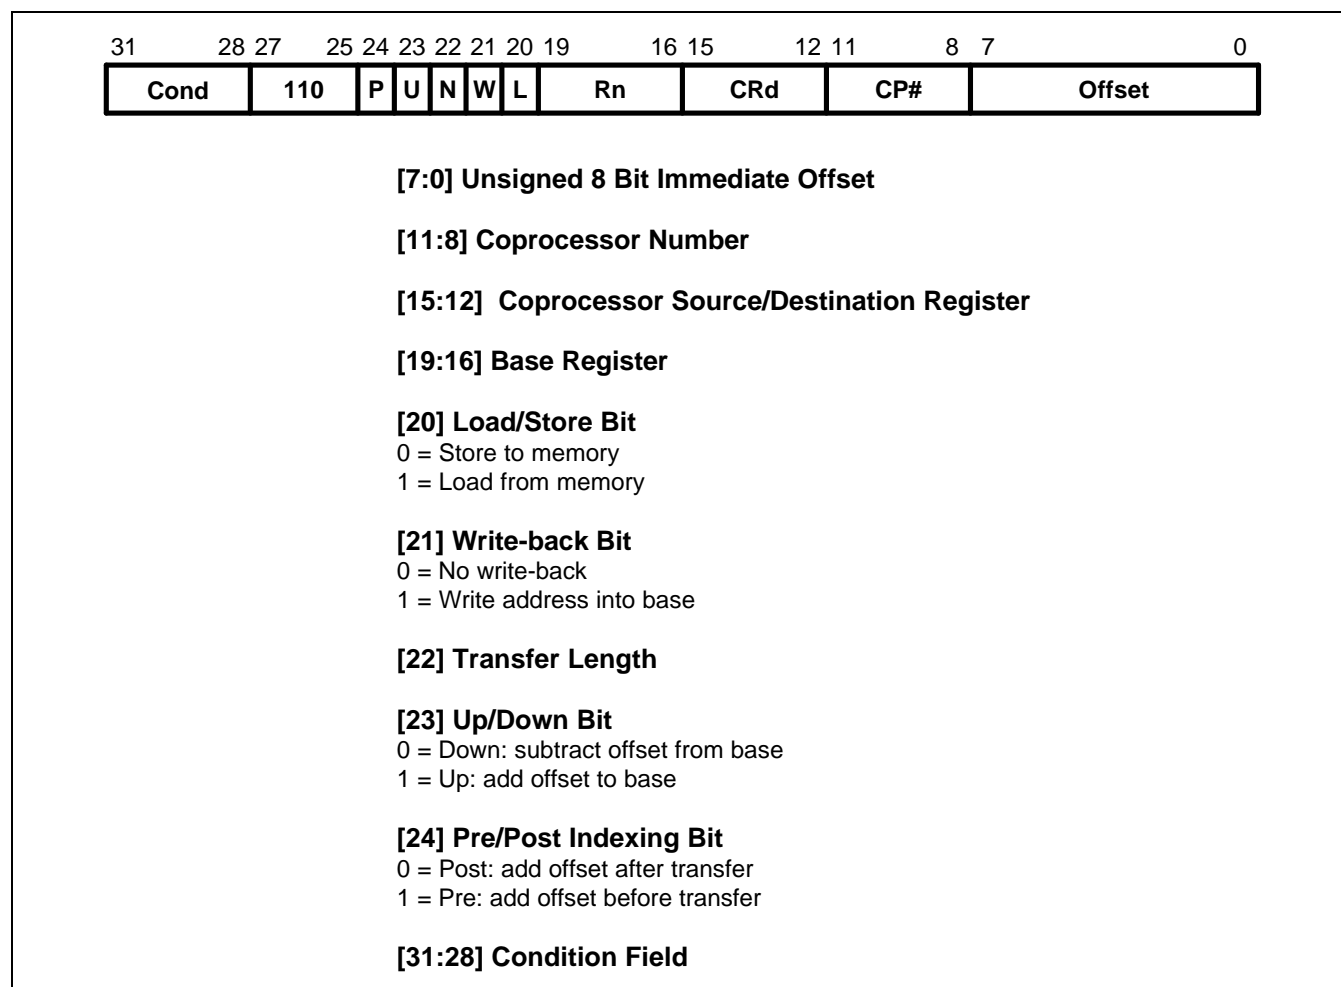 31 28 27 25 24 23 22 21 20 19 16 15 12 11 8 7 0
Cond 110 P U N W L Rn CRd CP# Offset
[7:0] Unsigned 8 Bit Immediate Offset
[11:8] Coprocessor Number
[15:12] Coprocessor Source/Destination Register
[19:16] Base Register
[20] Load/Store Bit
0 = Store to memory
1 = Load from memory
[21] Write-back Bit
0 = No write-back
1 = Write address into base
[22] Transfer Length
[23] Up/Down Bit
0 = Down: subtract offset from base
1 = Up: add offset to base
[24] Pre/Post Indexing Bit
0 = Post: add offset after transfer
1 = Pre: add offset before transfer
[31:28] Condition Field